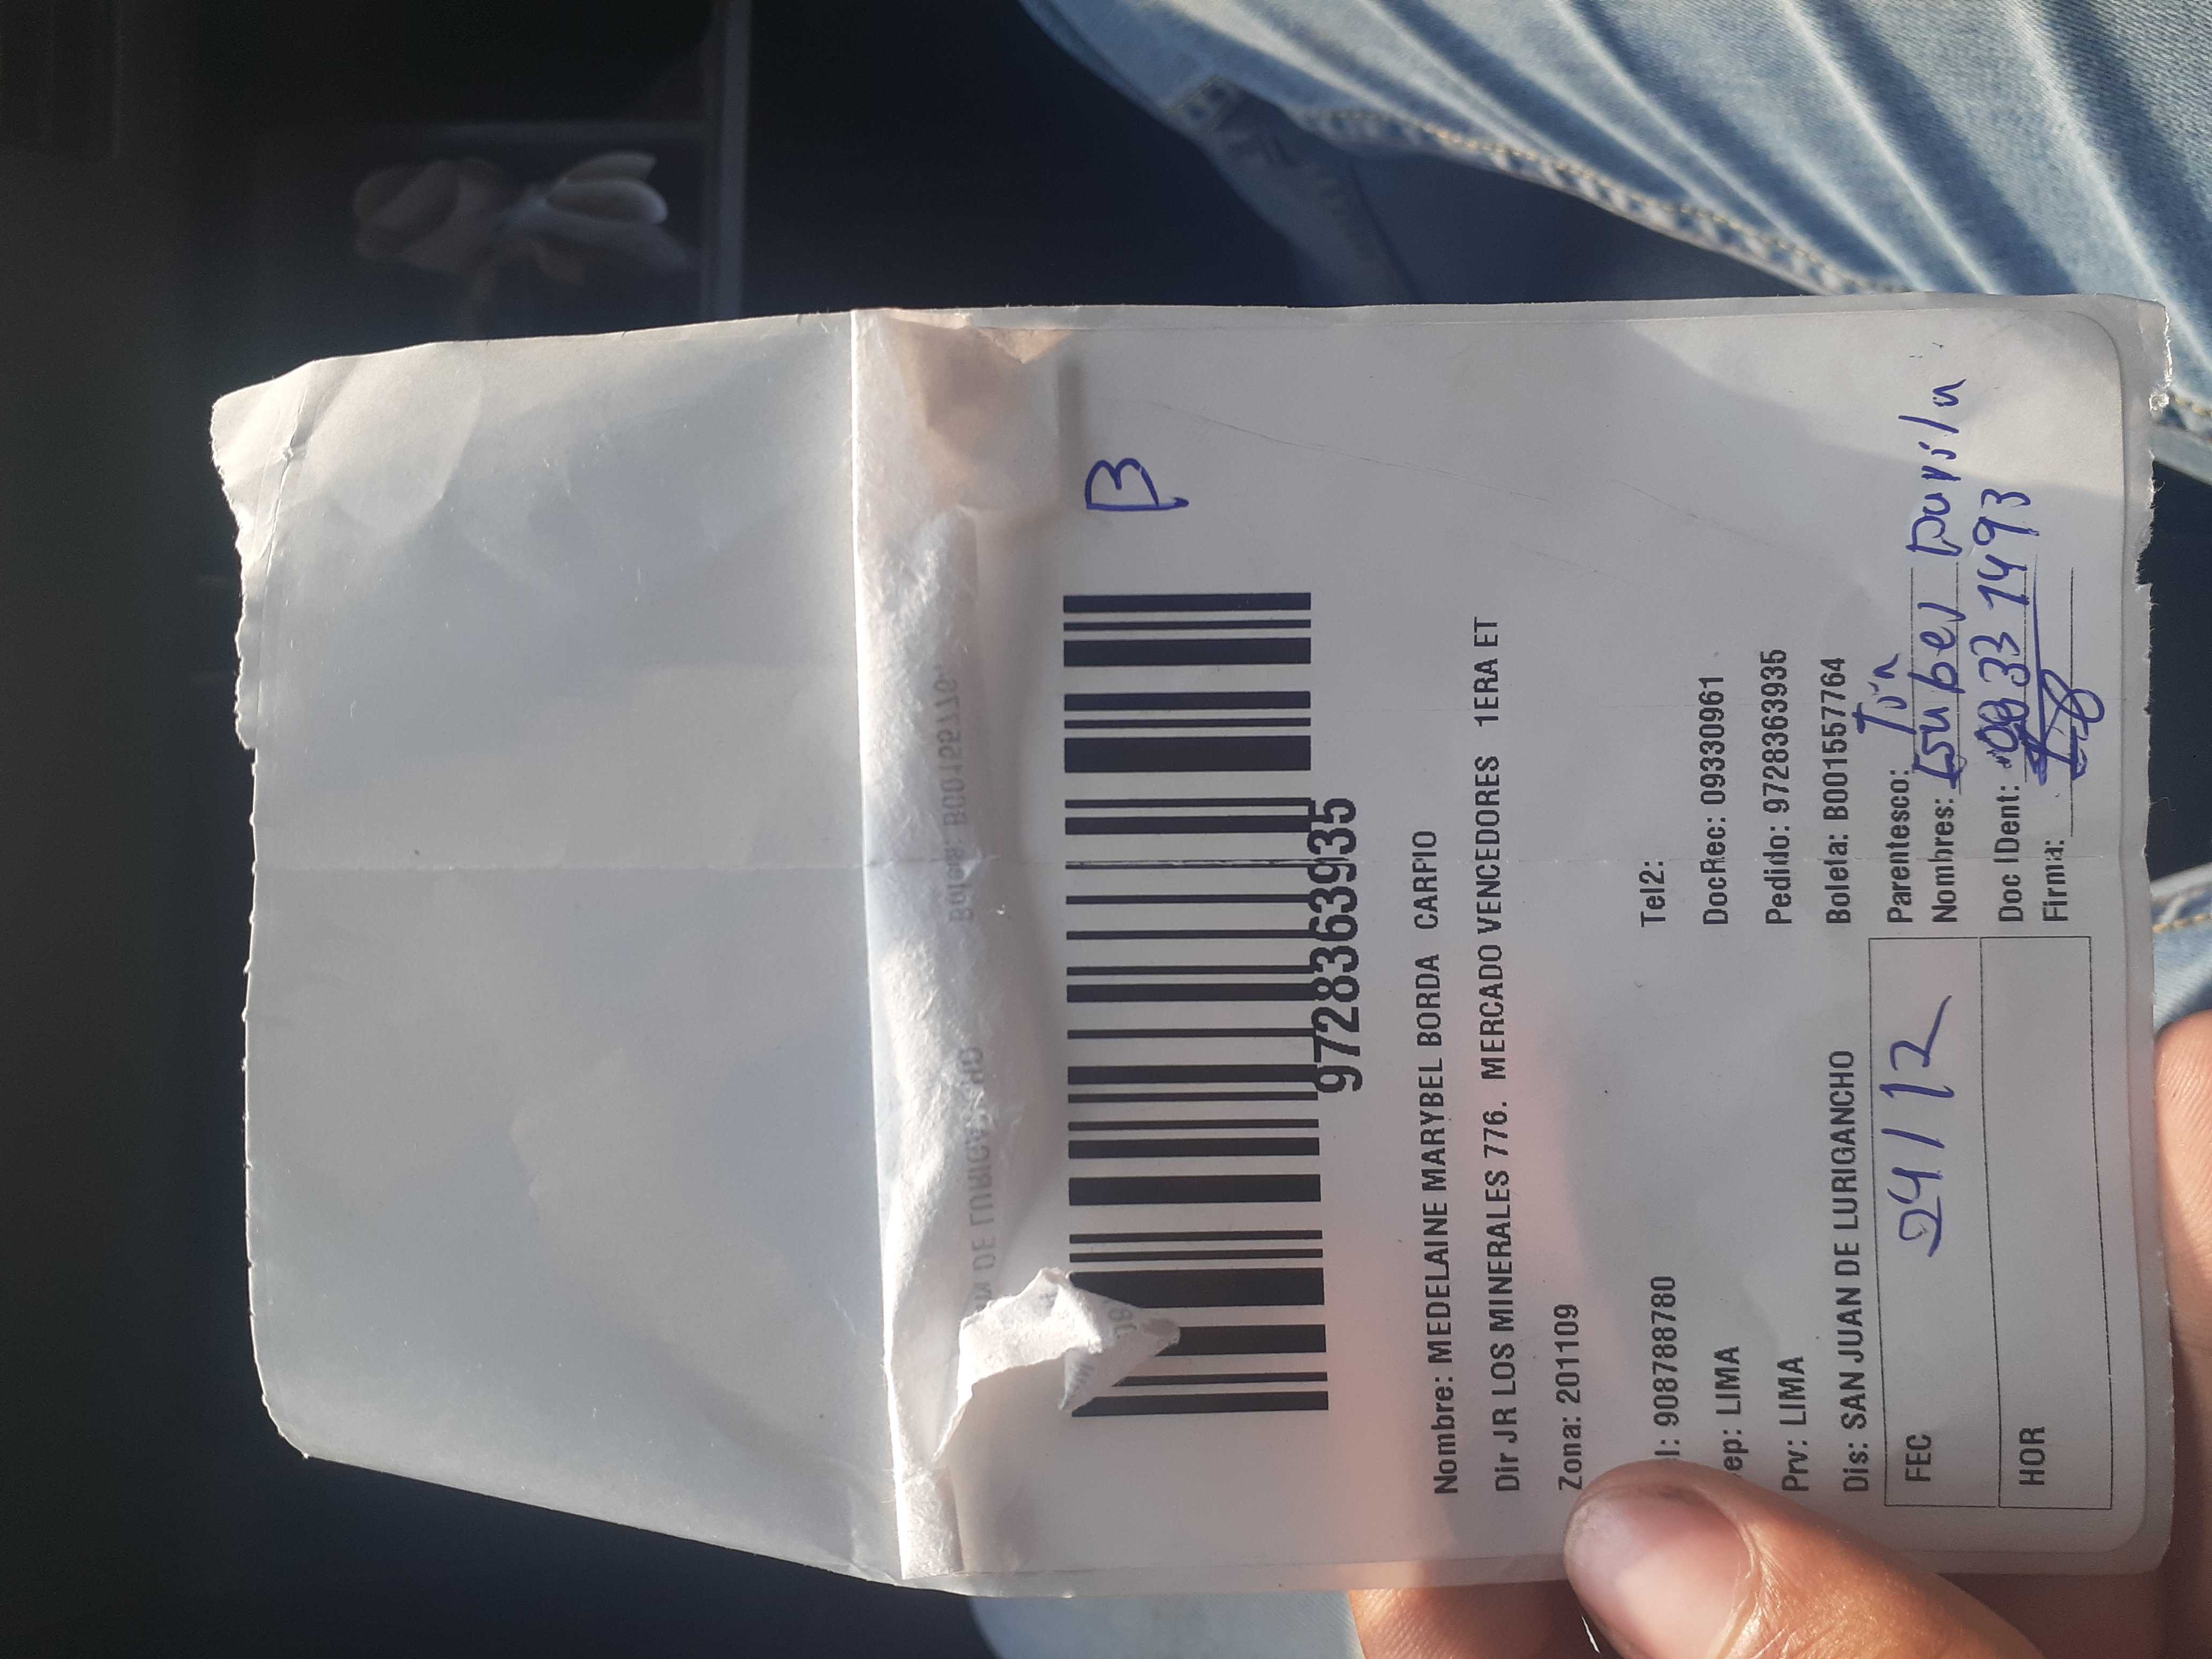 B
9728363935
Nombre: MEDELAINE MARYBEL BORDA CARPIO
Dir JR LOS MINERALES 776. MERCADO VENCEDORES 1ERA ET
Zona: 201109
l: 908788780 Tel2:
ep: LIMA DocRec: 09330961
Prv: LIMA Pedido: 9728363935
Dis: SAN JUAN DE LURIGANCHO Boleta: B001557764
FEC 24/12
HOR
Parentesco:
Nombres: Isabel
Doc IDent:
Firma: